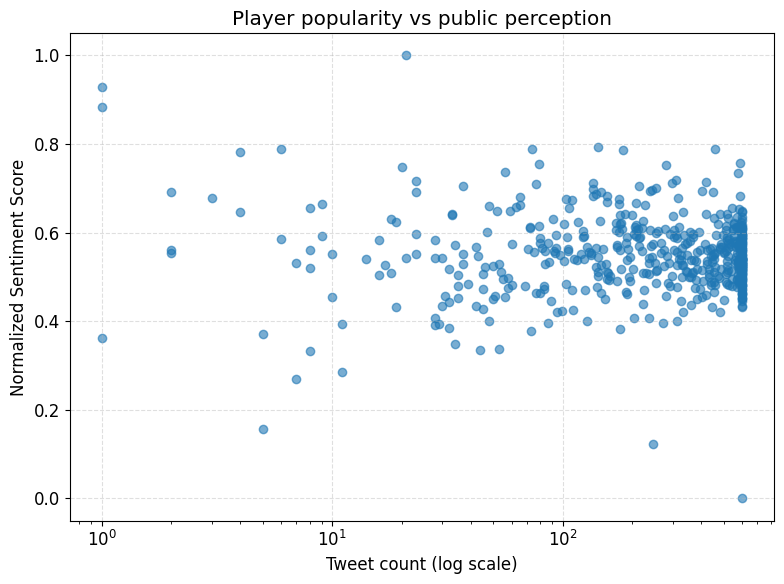 Player popularity vs public perception
1.0
0.8
0.6
0.4
0.2
0.0
Normalized Sentiment Score
10⁰ 10¹ 10²
Tweet count (log scale)